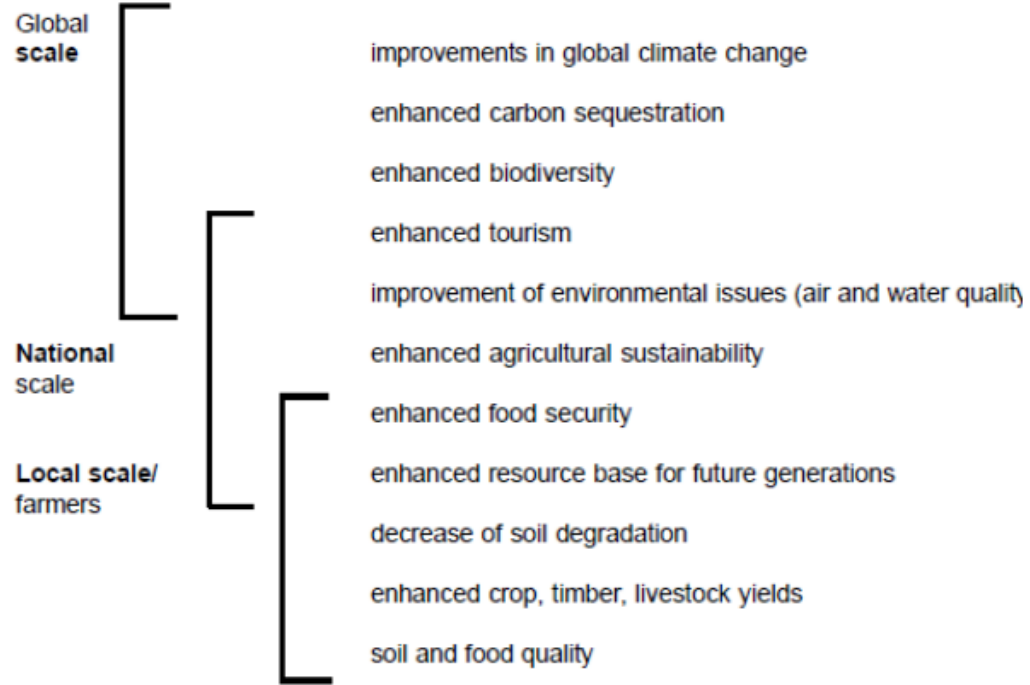 Global
scale
improvements in global climate change
enhanced carbon sequestration
enhanced biodiversity
enhanced tourism
improvement of environmental issues (air and water quality
National
scale
enhanced agricultural sustainability
enhanced food security
Local scale/
farmers
enhanced resource base for future generations
decrease of soil degradation
enhanced crop, timber, livestock yields
soil and food quality